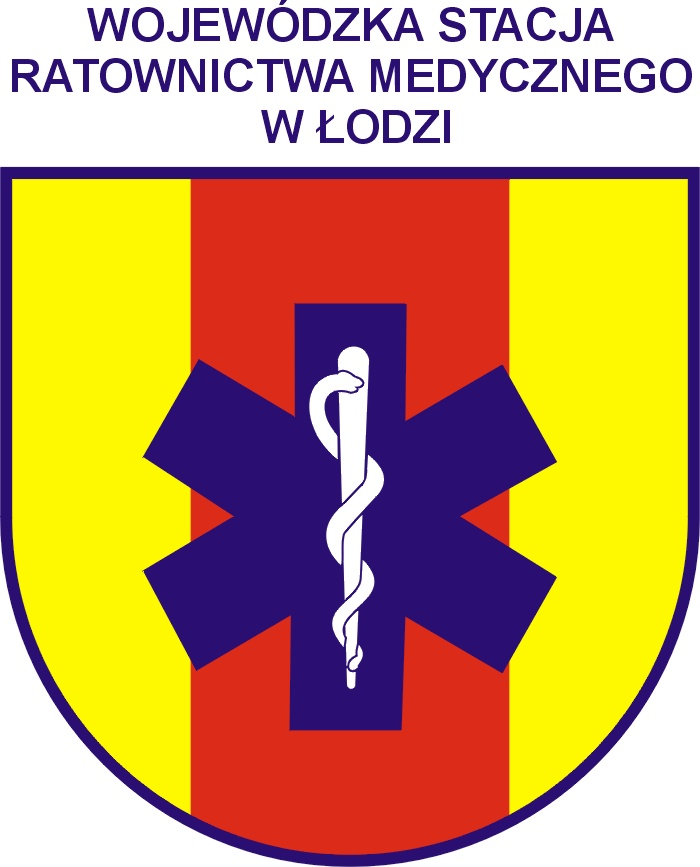 WOJEWÓDZKA STACJA
RATOWNICTWA MEDYCZNEGO
W ŁODZI